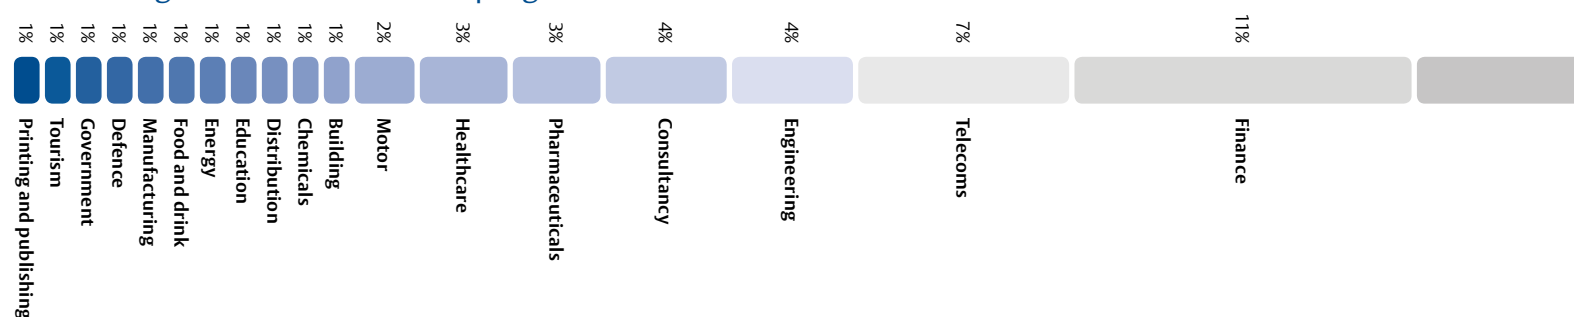 1%
1%
1%
1%
1%
1%
1%
1%
1%
1%
1%
2%
3%
3%
4%
4%
7%
11%
Printing and publishing
Tourism
Government
Defence
Manufacturing
Food and drink
Energy
Education
Distribution
Chemicals
Building
Motor
Healthcare
Pharmaceuticals
Consultancy
Engineering
Telecoms
Finance